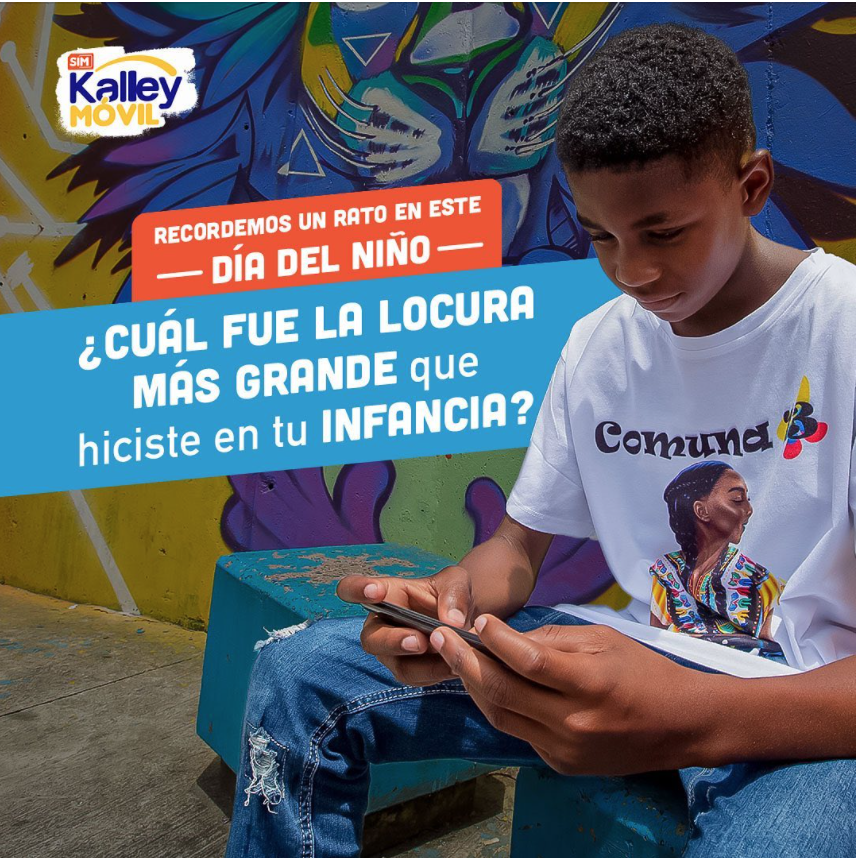 SIM
Kalley
MÓVIL
RECORDEMOS UN RATO EN ESTE
— DÍA DEL NIÑO —
¿CUÁL FUE LA LOCURA
MÁS GRANDE que
hiciste en tu INFANCIA?
Comuna 13